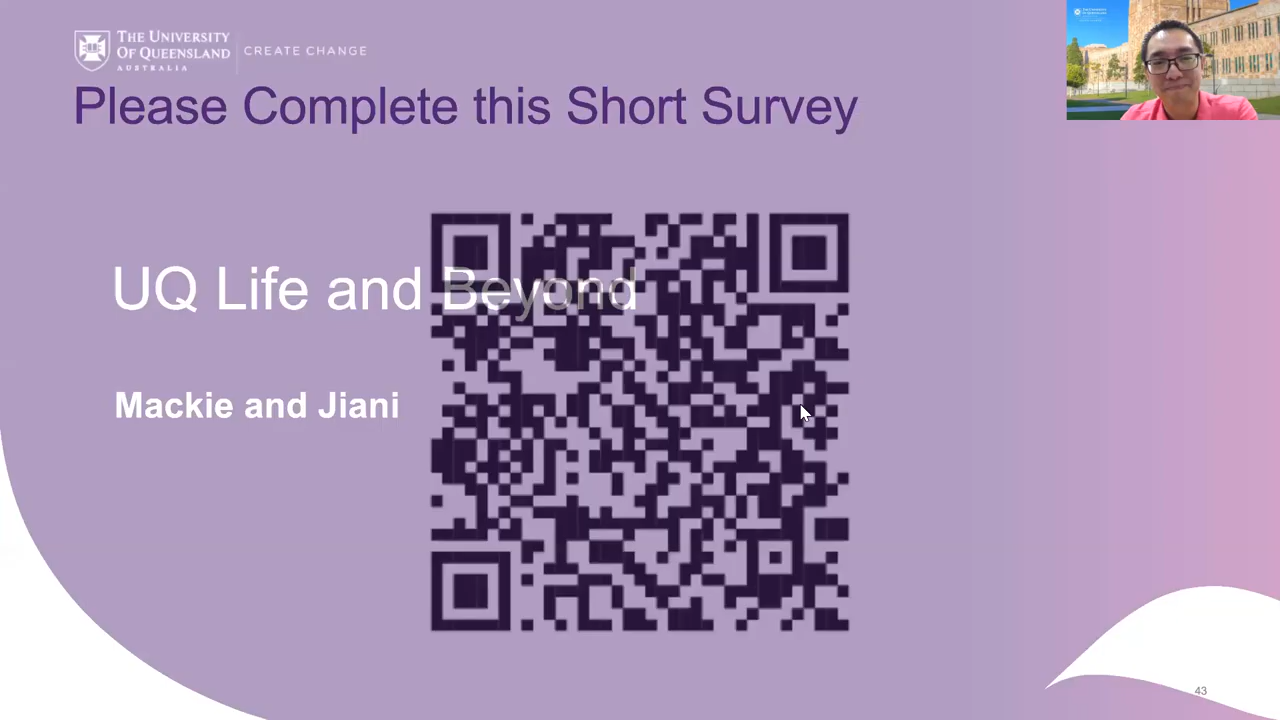 THE UNIVERSITY
OF QUEENSLAND
AUSTRALIA
CREATE CHANGE
Please Complete this Short Survey
UQ Life and Beyond
Mackie and Jiani
43